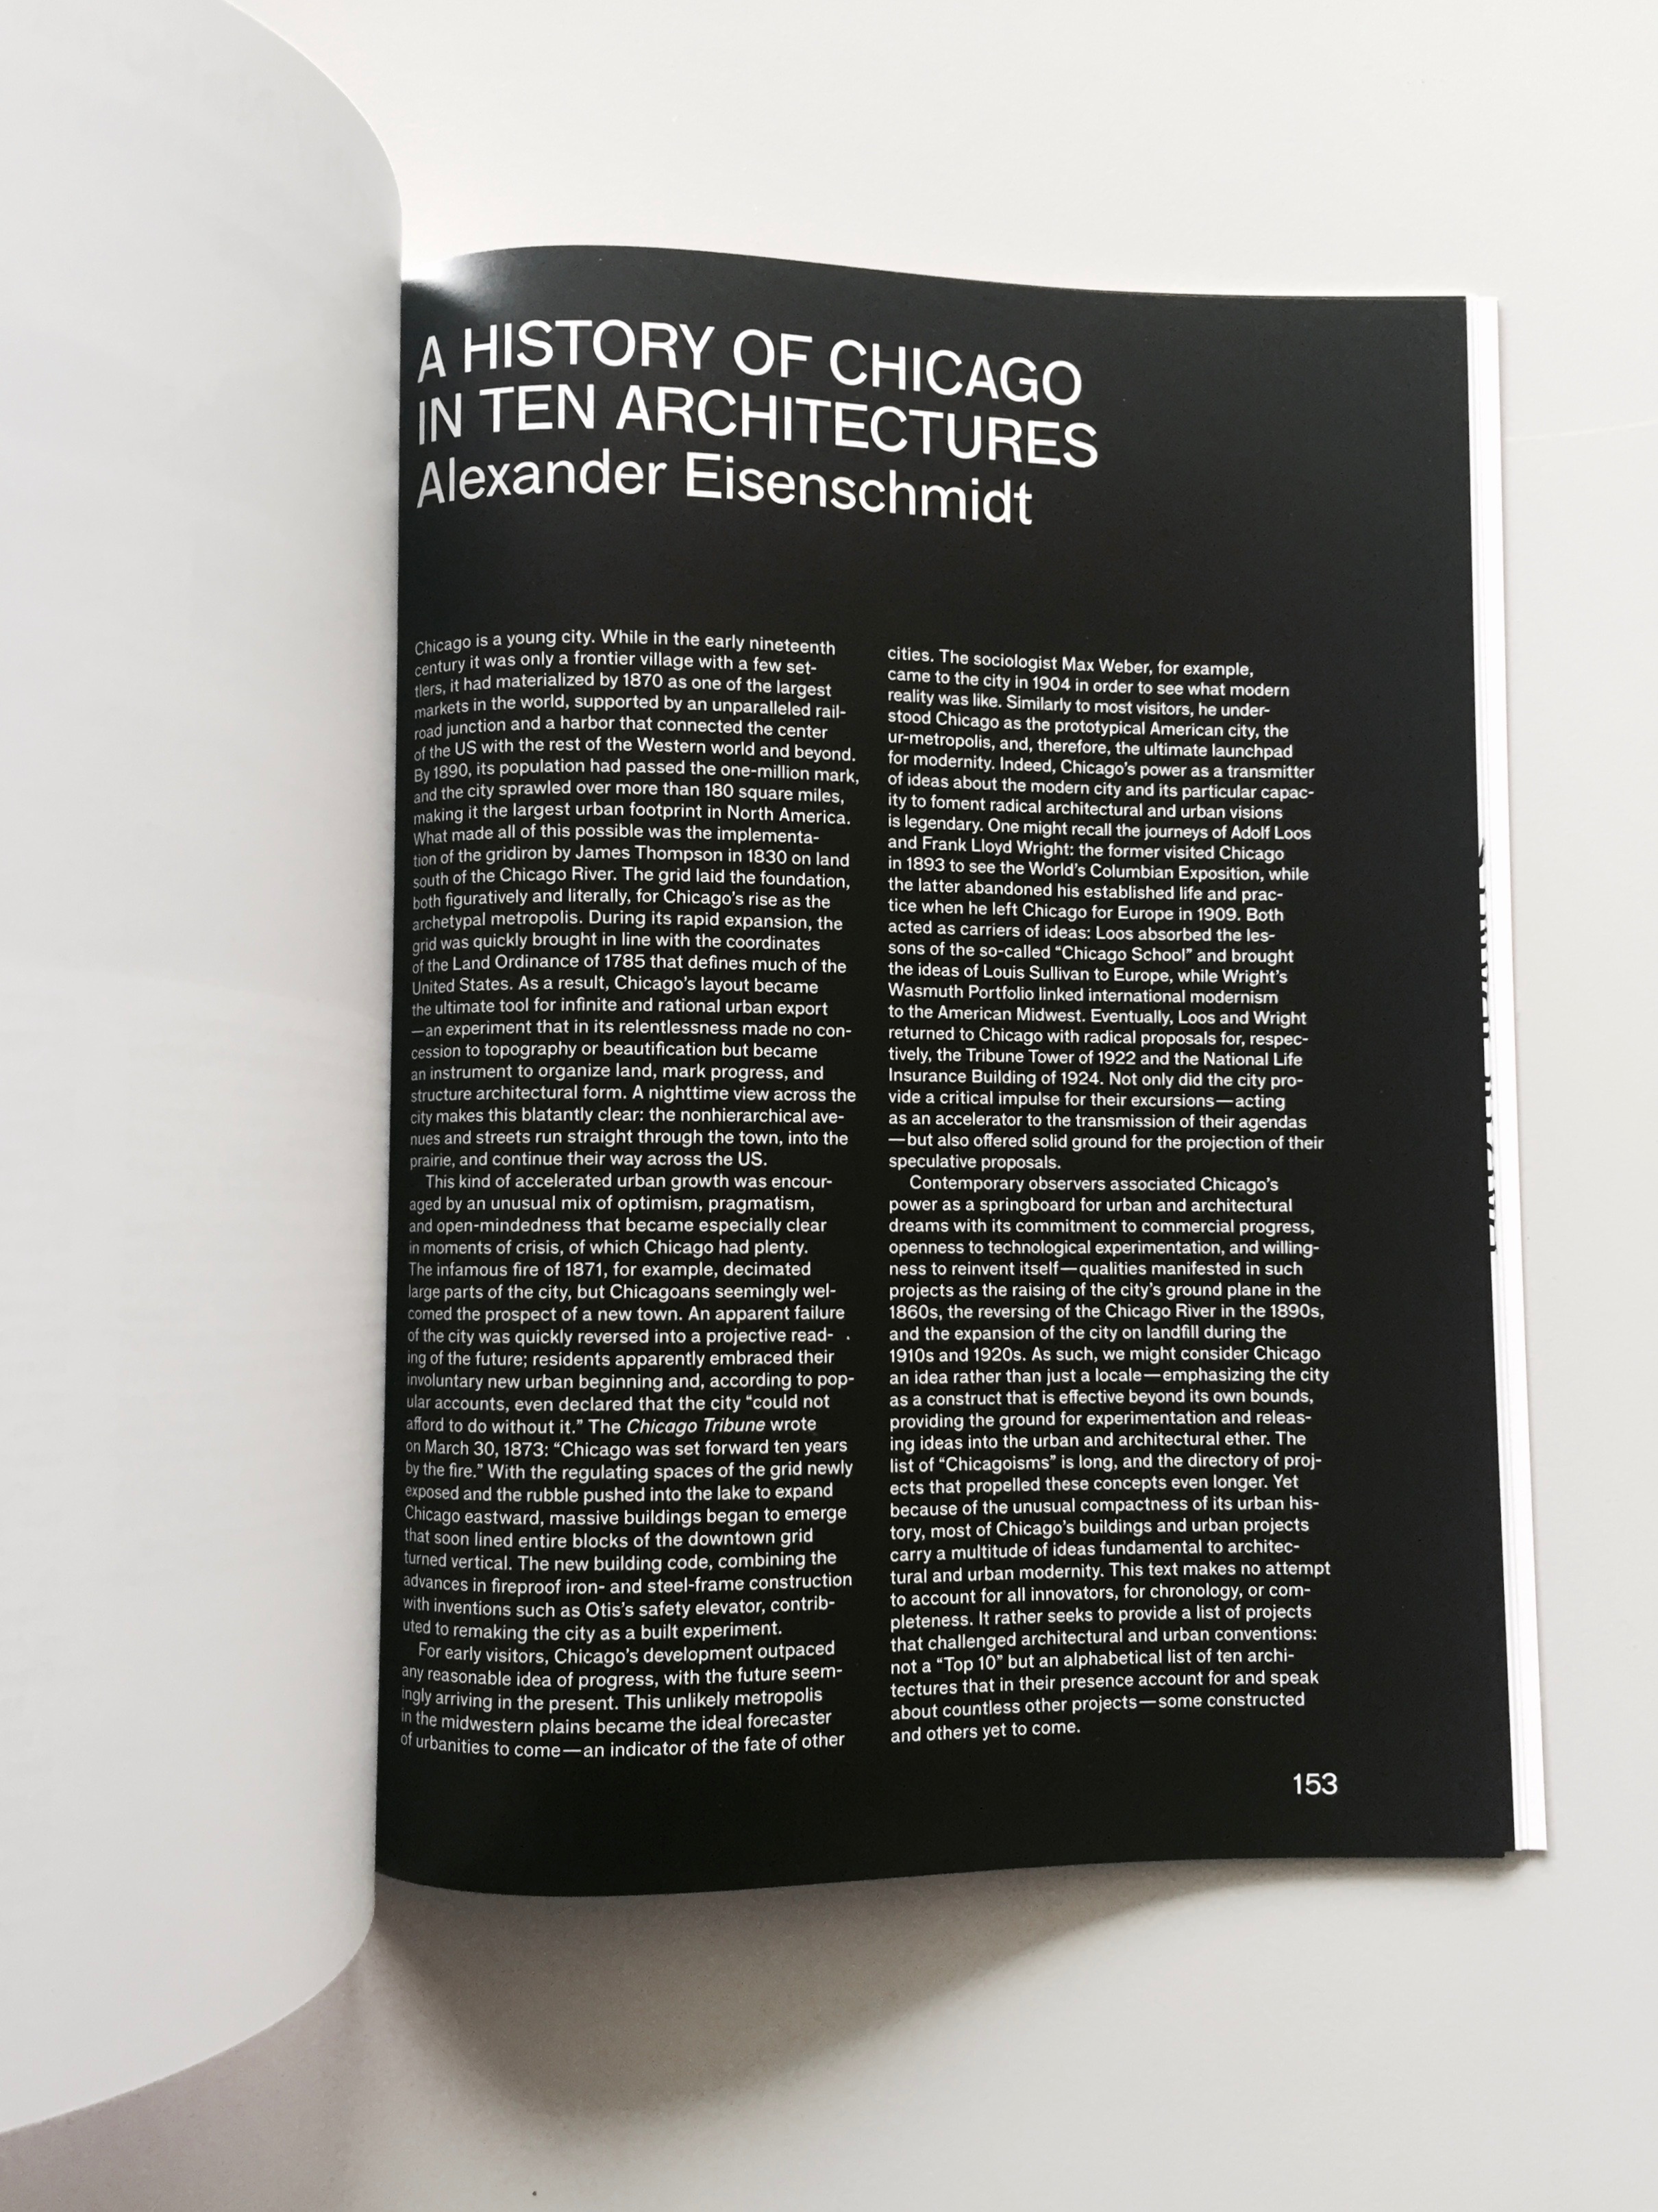 A HISTORY OF CHICAGO
IN TEN ARCHITECTURES
Alexander Eisenschmidt
Chicago is a young city. While in the early nineteenth
century it was only a frontier village with a few set-
tlers, it had materialized by 1870 as one of the largest
markets in the world, supported by an unparalleled rail-
road junction and a harbor that connected the center
of the US with the rest of the Western world and beyond.
By 1890, its population had passed the one-million mark,
and the city sprawled over more than 180 square miles,
making it the largest urban footprint in North America.
What made all of this possible was the implementa-
tion of the gridiron by James Thompson in 1830 on land
south of the Chicago River. The grid laid the foundation,
both figuratively and literally, for Chicago's rise as the
archetypal metropolis. During its rapid expansion, the
grid was quickly brought in line with the coordinates
of the Land Ordinance of 1785 that defines much of the
United States. As a result, Chicago's layout became
the ultimate tool for infinite and rational urban export
—an experiment that in its relentlessness made no con-
cession to topography or beautification but became
an instrument to organize land, mark progress, and
structure architectural form. A nighttime view across the
city makes this blatantly clear: the nonhierarchical ave-
nues and streets run straight through the town, into the
prairie, and continue their way across the US.
This kind of accelerated urban growth was encour-
aged by an unusual mix of optimism, pragmatism,
and open-mindedness that became especially clear
in moments of crisis, of which Chicago had plenty.
The infamous fire of 1871, for example, decimated
large parts of the city, but Chicagoans seemingly wel-
comed the prospect of a new town. An apparent failure
of the city was quickly reversed into a projective read-
ing of the future; residents apparently embraced their
involuntary new urban beginning and, according to pop-
ular accounts, even declared that the city “could not
afford to do without it.” The Chicago Tribune wrote
on March 30, 1873: “Chicago was set forward ten years
by the fire.” With the regulating spaces of the grid newly
exposed and the rubble pushed into the lake to expand
Chicago eastward, massive buildings began to emerge
that soon lined entire blocks of the downtown grid
turned vertical. The new building code, combining the
advances in fireproof iron- and steel-frame construction
with inventions such as Otis's safety elevator, contrib-
uted to remaking the city as a built experiment.
For early visitors, Chicago's development outpaced
any reasonable idea of progress, with the future seem-
ingly arriving in the present. This unlikely metropolis
in the midwestern plains became the ideal forecaster
of urbanities to come—an indicator of the fate of other
cities. The sociologist Max Weber, for example,
came to the city in 1904 in order to see what modern
reality was like. Similarly to most visitors, he under-
stood Chicago as the prototypical American city, the
ur-metropolis, and, therefore, the ultimate launchpad
for modernity. Indeed, Chicago's power as a transmitter
of ideas about the modern city and its particular capac-
ity to foment radical architectural and urban visions
is legendary. One might recall the journeys of Adolf Loos
and Frank Lloyd Wright: the former visited Chicago
in 1893 to see the World's Columbian Exposition, while
the latter abandoned his established life and prac-
tice when he left Chicago for Europe in 1909. Both
acted as carriers of ideas: Loos absorbed the les-
sons of the so-called “Chicago School” and brought
the ideas of Louis Sullivan to Europe, while Wright's
Wasmuth Portfolio linked international modernism
to the American Midwest. Eventually, Loos and Wright
returned to Chicago with radical proposals for, respec-
tively, the Tribune Tower of 1922 and the National Life
Insurance Building of 1924. Not only did the city pro-
vide a critical impulse for their excursions—acting
as an accelerator to the transmission of their agendas
—but also offered solid ground for the projection of their
speculative proposals.
Contemporary observers associated Chicago's
power as a springboard for urban and architectural
dreams with its commitment to commercial progress,
openness to technological experimentation, and willing-
ness to reinvent itself—qualities manifested in such
projects as the raising of the city's ground plane in the
1860s, the reversing of the Chicago River in the 1890s,
and the expansion of the city on landfill during the
1910s and 1920s. As such, we might consider Chicago
an idea rather than just a locale—emphasizing the city
as a construct that is effective beyond its own bounds,
providing the ground for experimentation and releas-
ing ideas into the urban and architectural ether. The
list of “Chicagoisms” is long, and the directory of proj-
ects that propelled these concepts even longer. Yet
because of the unusual compactness of its urban his-
tory, most of Chicago's buildings and urban projects
carry a multitude of ideas fundamental to architec-
tural and urban modernity. This text makes no attempt
to account for all innovators, for chronology, or com-
pleteness. It rather seeks to provide a list of projects
that challenged architectural and urban conventions:
not a “Top 10” but an alphabetical list of ten archi-
tectures that in their presence account for and speak
about countless other projects—some constructed
and others yet to come.
153